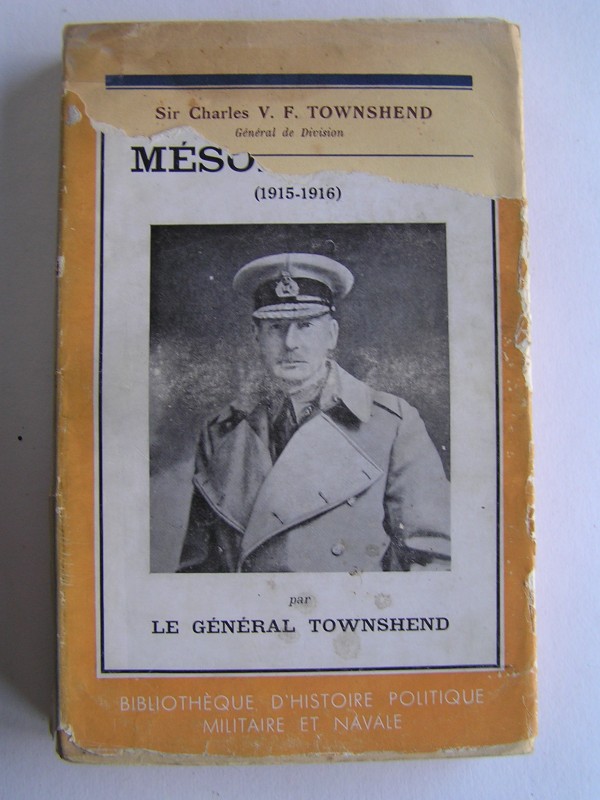 Sir Charles V. F. TOWNSHEND
Général de Division
MÉSO
(1915-1916)
par
LE GÉNÉRAL TOWNSHEND
BIBLIOTHÈQUE D'HISTOIRE POLITIQUE
MILITAIRE ET NAVALE